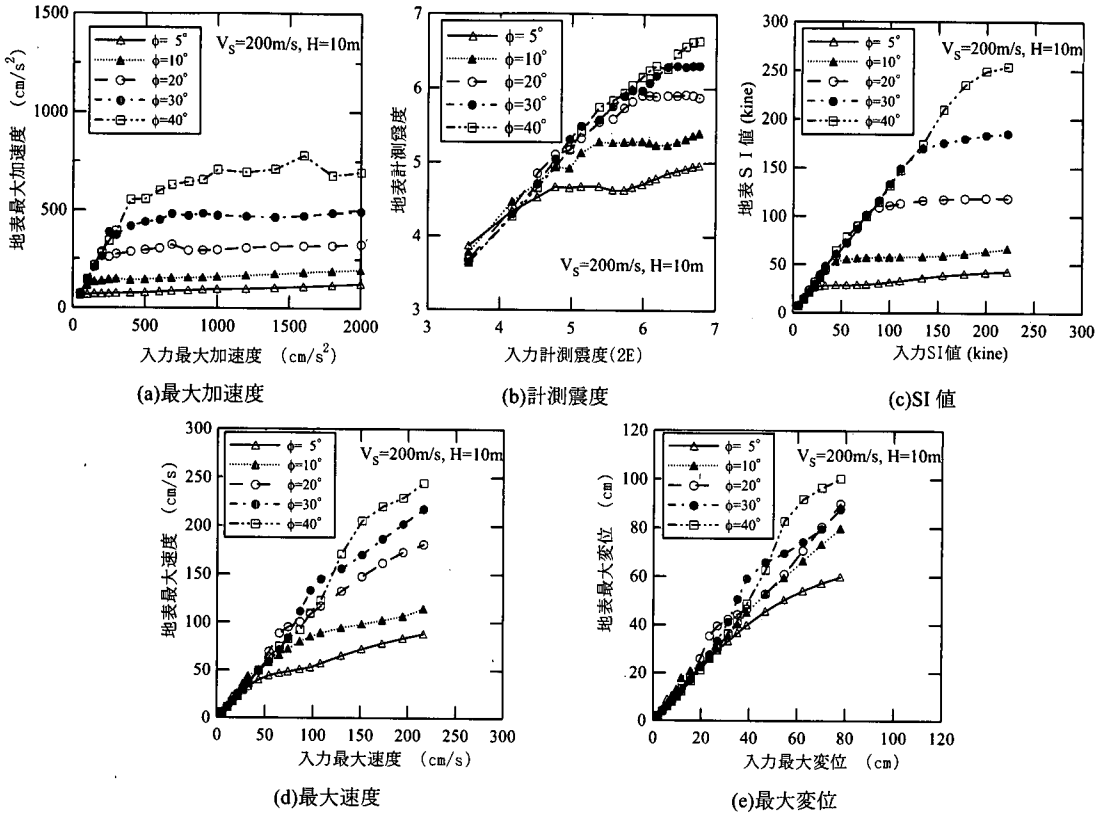 1500
1000
500
0
0
500
1000
1500
2000
地表最大加速度 (cm/s²)
入力最大加速度 (cm/s²)
V_S=200m/s, H=10m
ϕ= 5°
ϕ=10°
ϕ=20°
ϕ=30°
ϕ=40°
(a)最大加速度
7
6
5
4
3
3
4
5
6
7
地表計測震度
入力計測震度(2E)
ϕ= 5°
ϕ=10°
ϕ=20°
ϕ=30°
ϕ=40°
V_S=200m/s, H=10m
(b)計測震度
300
250
200
150
100
50
0
0
50
100
150
200
250
300
地表SI値 (kine)
入力SI値 (kine)
V_S=200m/s, H=10m
ϕ= 5°
ϕ=10°
ϕ=20°
ϕ=30°
ϕ=40°
(c)SI 値
300
250
200
150
100
50
0
0
50
100
150
200
250
300
地表最大速度 (cm/s)
入力最大速度 (cm/s)
V_S=200m/s, H=10m
ϕ= 5°
ϕ=10°
ϕ=20°
ϕ=30°
ϕ=40°
(d)最大速度
120
100
80
60
40
20
0
0
20
40
60
80
100
120
地表最大変位 (cm)
入力最大変位 (cm)
V_S=200m/s, H=10m
ϕ= 5°
ϕ=10°
ϕ=20°
ϕ=30°
ϕ=40°
(e)最大変位